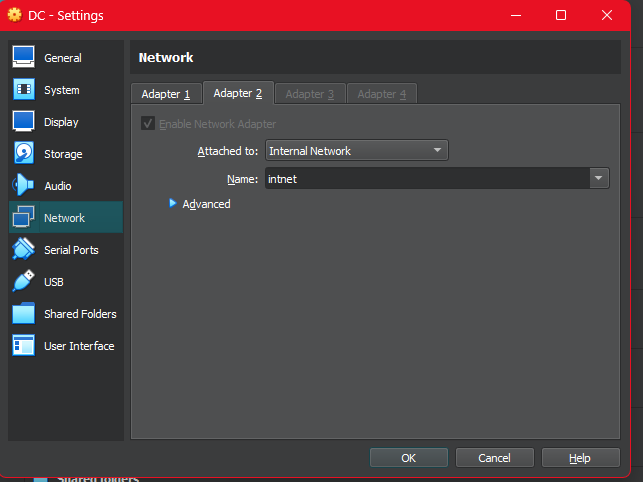 DC - Settings
General
System
Display
Storage
Audio
Network
Serial Ports
USB
Shared Folders
User Interface
Network
Adapter 1
Adapter 2
Adapter 3
Adapter 4
Enable Network Adapter
Attached to: Internal Network
Name: intnet
Advanced
OK
Cancel
Help
Shared folders